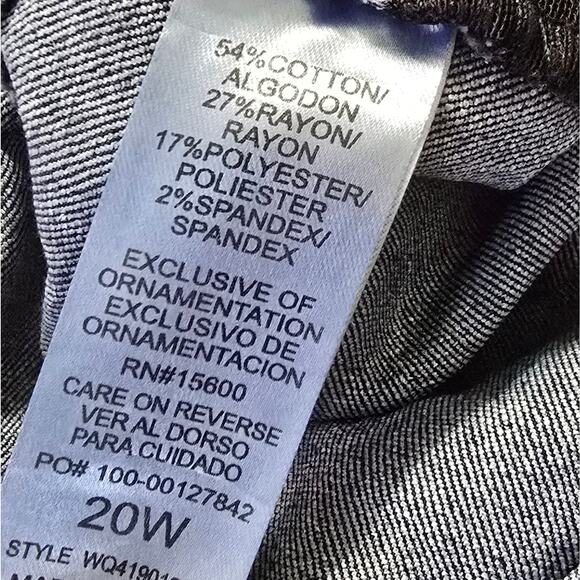 54%COTTON/
ALGODON
27%RAYON/
RAYON
17%POLYESTER/
POLIESTER
2%SPANDEX/
SPANDEX
EXCLUSIVE OF
ORNAMENTATION
EXCLUSIVO DE
ORNAMENTACION
RN#15600
CARE ON REVERSE
VER AL DORSO
PARA CUIDADO
PO# 100-00127842
20W
STYLE